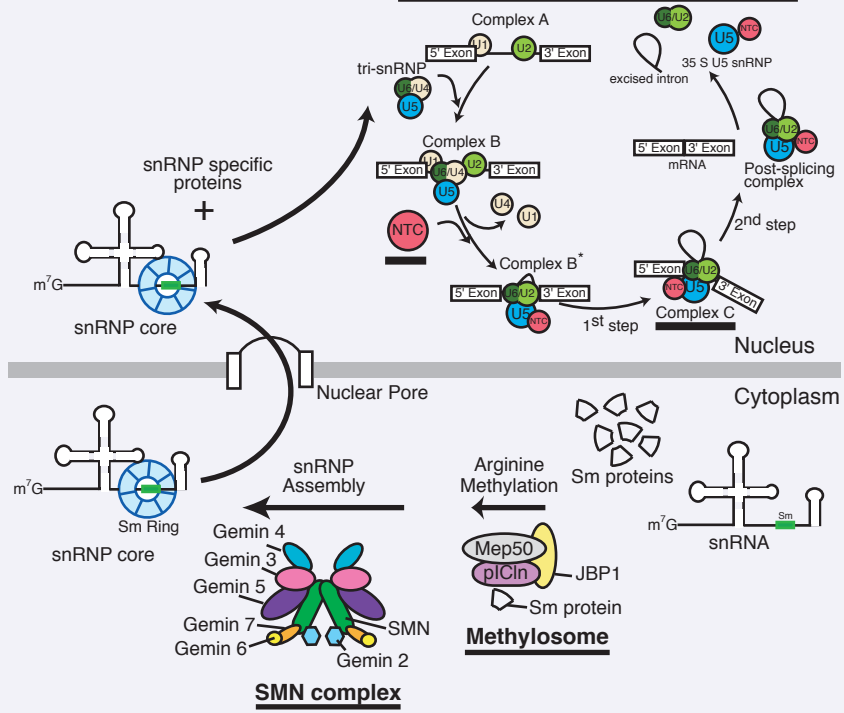 Complex A
5' Exon
U1
U2
3' Exon
tri-snRNP
U6/U4
U5
U6/U2
NTC
U5
35 S U5 snRNP
excised intron
snRNP specific
proteins
+
Complex B
5' Exon
U1
U6/U4
U2
3' Exon
U5
5' Exon
3' Exon
mRNA
U6/U2
NTC
U5
Post-splicing
complex
NTC
U4
U1
2nd step
Complex B*
5' Exon
U6/U2
3' Exon
U5
NTC
1st step
5' Exon
U6/U2
NTC
U5
3' Exon
Complex C
m7G
snRNP core
Nucleus
Nuclear Pore
Cytoplasm
m7G
Sm Ring
snRNP core
snRNP
Assembly
Arginine
Methylation
Sm proteins
m7G
Sm
snRNA
Gemin 4
Gemin 3
Gemin 5
Gemin 7
Gemin 6
SMN
Gemin 2
SMN complex
Mep50
pICln
JBP1
Sm protein
Methylosome